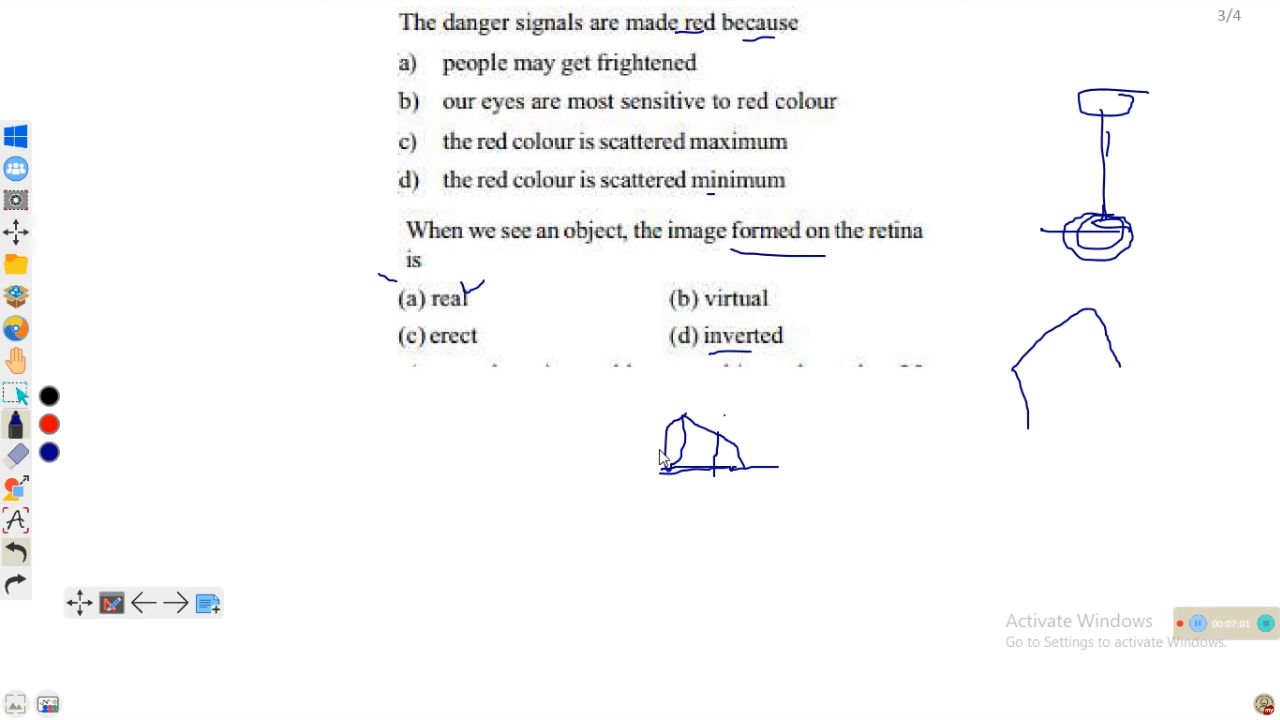 3/4
The danger signals are made red because
a) people may get frightened
b) our eyes are most sensitive to red colour
c) the red colour is scattered maximum
d) the red colour is scattered minimum
When we see an object, the image formed on the retina
is
(a) real (b) virtual
(c) erect (d) inverted
Activate Windows
Go to Settings to activate Windows.
00:07:01